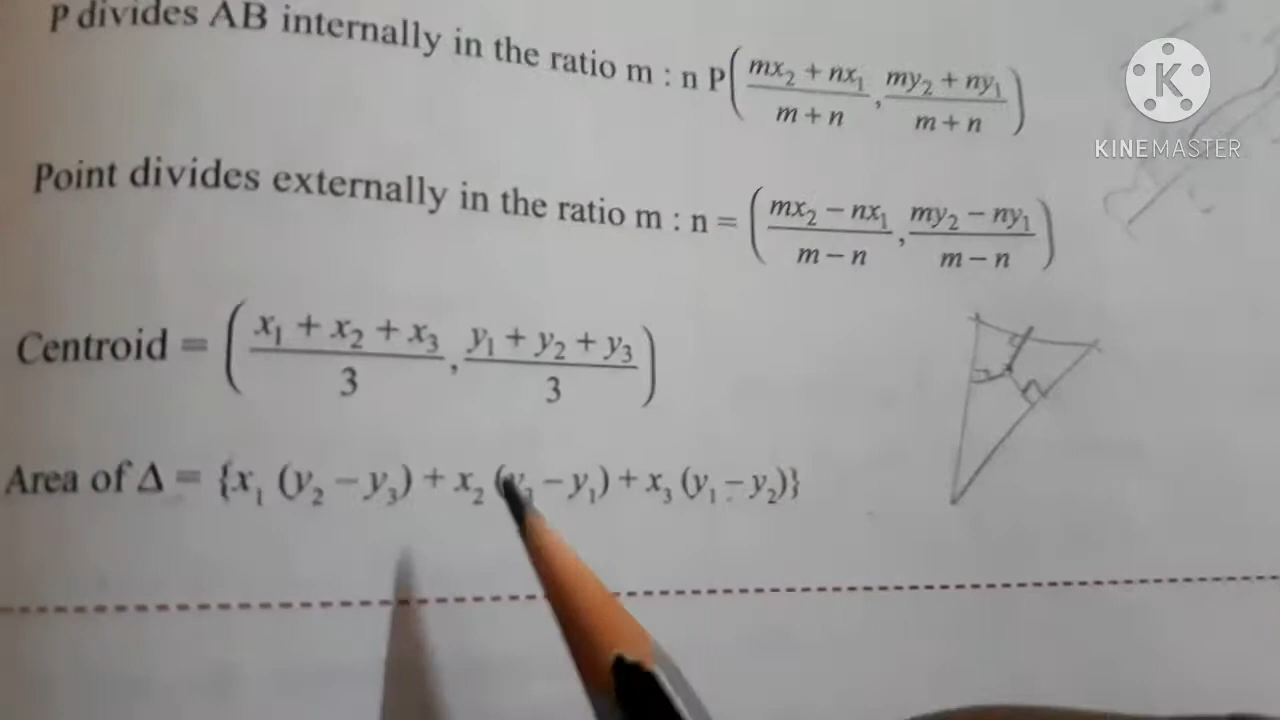 P divides AB internally in the ratio m : n P((mx₂ + nx₁)/(m + n), (my₂ + ny₁)/(m + n))
Point divides externally in the ratio m : n = ((mx₂ − nx₁)/(m − n), (my₂ − ny₁)/(m − n))
Centroid = ((x₁ + x₂ + x₃)/3, (y₁ + y₂ + y₃)/3)
Area of Δ = {x₁ (y₂ − y₃) + x₂ (y − y₁) + x₃ (y₁ − y₂)}
K
KINEMASTER